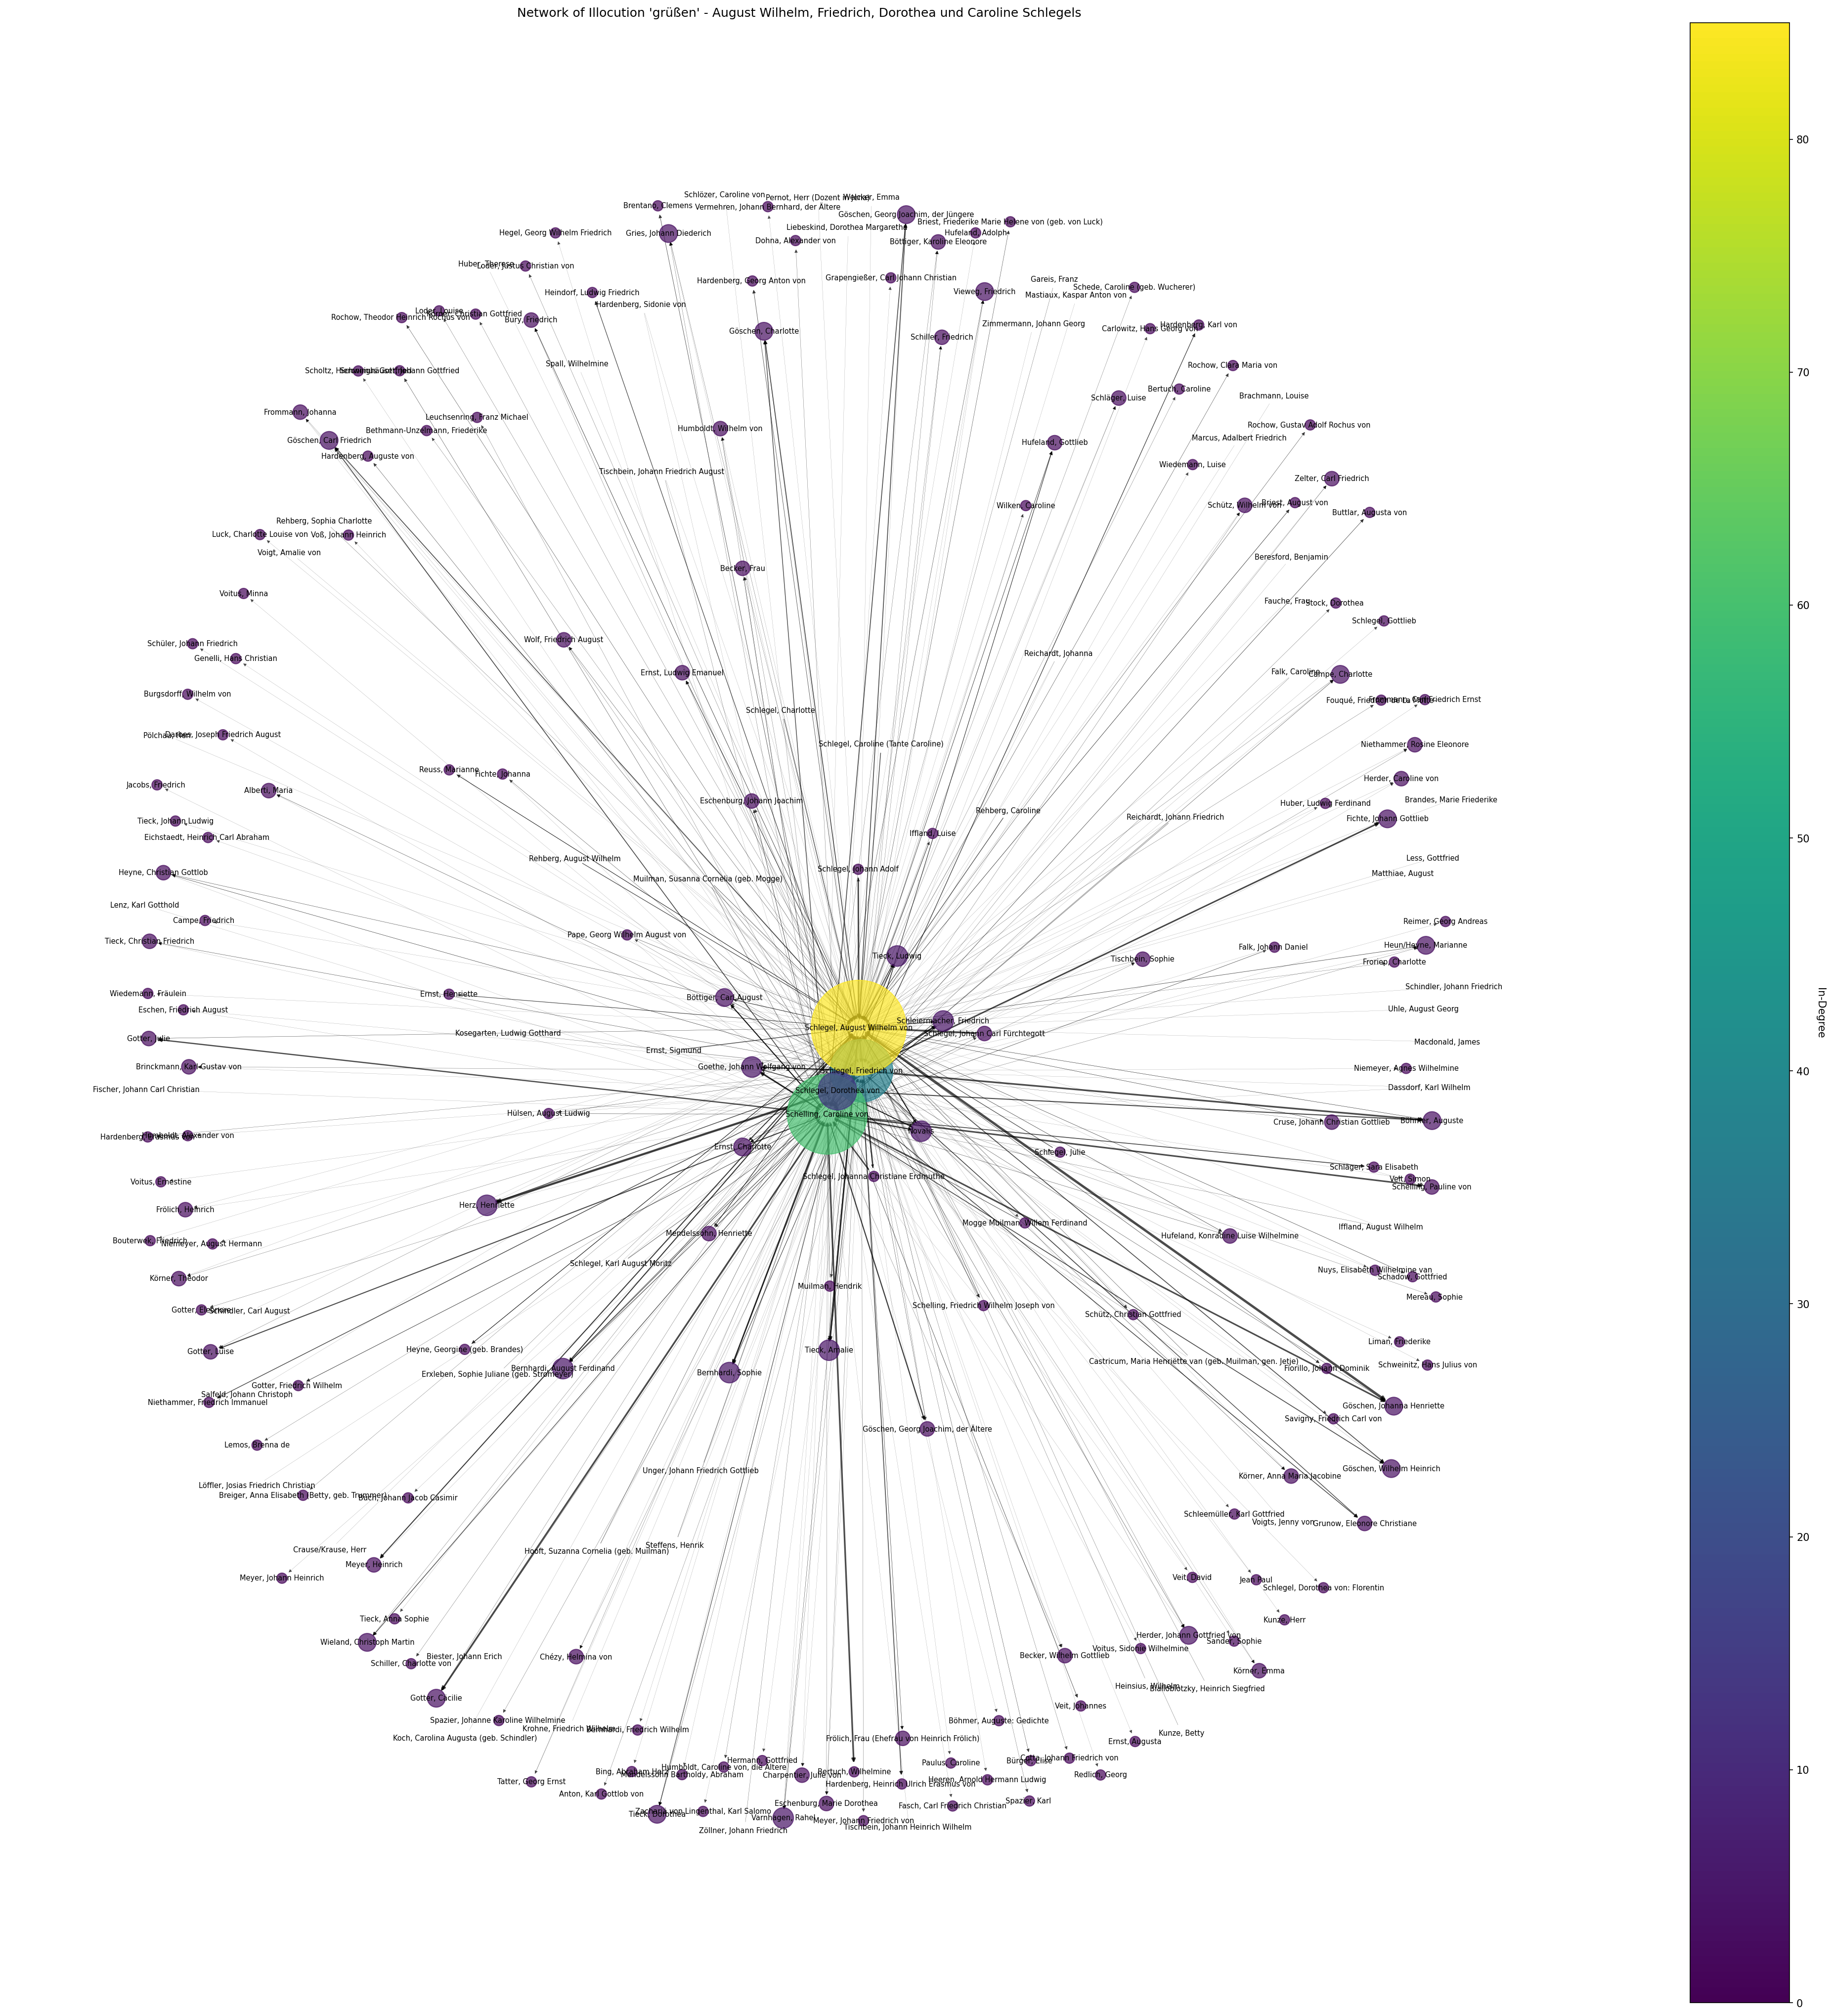 Network of Illocution 'grüßen' - August Wilhelm, Friedrich, Dorothea und Caroline Schlegels
Schlözer, Caroline von
Pernot, Herr (Dozent in Jena)
Brentano, Clemens
Vermehren, Johann Bernhard, der Ältere
Göschen, Georg Joachim, der Jüngere
Briest, Friederike Marie Helene von (geb. von Luck)
Liebeskind, Dorothea Margaretha
Hegel, Georg Wilhelm Friedrich
Gries, Johann Diederich
Hufeland, Adolph
Dohna, Alexander von
Böttiger, Karoline Eleonore
Huber, Therese
Loder, Justus Christian von
Hardenberg, Georg Anton von
Grapengießer, Carl Johann Christian
Gareis, Franz
Schede, Caroline (geb. Wucherer)
Heindorf, Ludwig Friedrich
Vieweg, Friedrich
Mastiaux, Kaspar Anton von
Hardenberg, Sidonie von
Loder, Louise
Rochow, Theodor Heinrich Rochus von
Bury, Friedrich
Zimmermann, Johann Georg
Hardenberg, Karl von
Carlowitz, Hans Georg von
Göschen, Charlotte
Schiller, Friedrich
Spall, Wilhelmine
Rochow, Clara Maria von
Bertuch, Caroline
Schläger, Luise
Brachmann, Louise
Frommann, Johanna
Leuchsenring, Franz Michael
Rochow, Gustav Adolf Rochus von
Bethmann-Unzelmann, Friederike
Humboldt, Wilhelm von
Marcus, Adalbert Friedrich
Göschen, Carl Friedrich
Hufeland, Gottlieb
Hardenberg, Auguste von
Wiedemann, Luise
Tischbein, Johann Friedrich August
Zelter, Carl Friedrich
Wilken, Caroline
Schütz, Wilhelm von
Briest, August von
Buttlar, Augusta von
Rehberg, Sophia Charlotte
Luck, Charlotte Louise von
Voß, Johann Heinrich
Voigt, Amalie von
Beresford, Benjamin
Becker, Frau
Voitus, Minna
Fauche, Frau
Stock, Dorothea
Schlegel, Gottlieb
Schüler, Johann Friedrich
Wolf, Friedrich August
Genelli, Hans Christian
Reichardt, Johanna
Ernst, Ludwig Emanuel
Falk, Caroline
Campe, Charlotte
Burgsdorff, Wilhelm von
Schlegel, Charlotte
Pölchau, Herr
Darbes, Joseph Friedrich August
Schlegel, Caroline (Tante Caroline)
Niethammer, Rosine Eleonore
Reuss, Marianne
Fichte, Johanna
Herder, Caroline von
Jacobs, Friedrich
Alberti, Maria
Eschenburg, Johann Joachim
Huber, Ludwig Ferdinand
Brandes, Marie Friederike
Rehberg, Caroline
Reichardt, Johann Friedrich
Fichte, Johann Gottlieb
Tieck, Johann Ludwig
Eichstaedt, Heinrich Carl Abraham
Iffland, Luise
Rehberg, August Wilhelm
Less, Gottfried
Heyne, Christian Gottlob
Schlegel, Johann Adolf
Matthiae, August
Muilman, Susanna Cornelia (geb. Mogge)
Lenz, Karl Gotthold
Campe, Friedrich
Reimer, Georg Andreas
Pape, Georg Wilhelm August von
Tieck, Christian Friedrich
Falk, Johann Daniel
Heun/Heyne, Marianne
Tieck, Ludwig
Tischbein, Sophie
Froriep, Charlotte
Schindler, Johann Friedrich
Wiedemann, Fräulein
Ernst, Henriette
Böttiger, Carl August
Eschen, Friedrich August
Uhle, August Georg
Schleiermacher, Friedrich
Schlegel, August Wilhelm von
Kosegarten, Ludwig Gotthard
Schlegel, Johann Carl Fürchtegott
Gotter, Julie
Macdonald, James
Ernst, Sigmund
Brinckmann, Karl Gustav von
Goethe, Johann Wolfgang von
Schlegel, Friedrich von
Niemeyer, Agnes Wilhelmine
Fischer, Johann Carl Christian
Schlegel, Dorothea von
Dassdorf, Karl Wilhelm
Hülsen, August Ludwig
Schelling, Caroline von
Cruse, Johann Christian Gottlieb
Böhmer, Auguste
Hardenberg, Erasmus von
Humboldt, Alexander von
Novalis
Ernst, Charlotte
Schlegel, Julie
Schläger, Sara Elisabeth
Schlegel, Johanna Christiane Erdmuthe
Veit, Simon
Voitus, Ernestine
Schelling, Pauline von
Herz, Henriette
Frölich, Heinrich
Mogge Muilman, Willem Ferdinand
Iffland, August Wilhelm
Mendelssohn, Henriette
Hufeland, Konradine Luise Wilhelmine
Bouterwek, Friedrich
Niemeyer, August Hermann
Schlegel, Karl August Moritz
Nuys, Elisabeth Wilhelmine van
Schadow, Gottfried
Körner, Theodor
Muilman, Hendrik
Mereau, Sophie
Schelling, Friedrich Wilhelm Joseph von
Gotter, Eleonore
Schindler, Carl August
Schütz, Christian Gottfried
Liman, Friederike
Gotter, Luise
Heyne, Georgine (geb. Brandes)
Tieck, Amalie
Castricum, Maria Henriëtte van (geb. Muilman, gen. Jetje)
Schweinitz, Hans Julius von
Bernhardi, August Ferdinand
Fiorillo, Johann Dominik
Erxleben, Sophie Juliane (geb. Stromeyer)
Bernhardi, Sophie
Gotter, Friedrich Wilhelm
Salfeld, Johann Christoph
Niethammer, Friedrich Immanuel
Göschen, Johanna Henriette
Savigny, Friedrich Carl von
Göschen, Georg Joachim, der Ältere
Lemos, Brenna de
Göschen, Wilhelm Heinrich
Unger, Johann Friedrich Gottlieb
Körner, Anna Maria Jacobine
Löffler, Josias Friedrich Christian
Breiger, Anna Elisabeth (Betty, geb. Trummer)
Buch, Johann Jacob Casimir
Schleemüller, Karl Gottfried
Voigts, Jenny von
Grunow, Eleonore Christiane
Steffens, Henrik
Crause/Krause, Herr
Hooft, Suzanna Cornelia (geb. Muilman)
Meyer, Heinrich
Meyer, Johann Heinrich
Veit, David
Jean Paul
Schlegel, Dorothea von: Florentin
Tieck, Anna Sophie
Kunze, Herr
Herder, Johann Gottfried von
Wieland, Christoph Martin
Sander, Sophie
Voitus, Sidonie Wilhelmine
Biester, Johann Erich
Chézy, Helmina von
Becker, Wilhelm Gottlieb
Schiller, Charlotte von
Körner, Emma
Heinsius, Wilhelm
Bialloblotzky, Heinrich Siegfried
Gotter, Cäcilie
Veit, Johannes
Spazier, Johanne Karoline Wilhelmine
Böhmer, Auguste: Gedichte
Krohne, Friedrich Wilhelm
Bernhardi, Friedrich Wilhelm
Kunze, Betty
Koch, Carolina Augusta (geb. Schindler)
Frölich, Frau (Ehefrau von Heinrich Frölich)
Ernst, Augusta
Hermann, Gottfried
Cotta, Johann Friedrich von
Bürger, Elise
Paulus, Caroline
Humboldt, Caroline von, die Ältere
Bing, Abraham Herz
Mendelssohn Bartholdy, Abraham
Charpentier, Julie von
Bertuch, Wilhelmine
Redlich, Georg
Tatter, Georg Ernst
Heeren, Arnold Hermann Ludwig
Hardenberg, Heinrich Ulrich Erasmus von
Anton, Karl Gottlob von
Spazier, Karl
Eschenburg, Marie Dorothea
Fasch, Carl Friedrich Christian
Zachariä von Lingenthal, Karl Salomo
Tieck, Dorothea
Varnhagen, Rahel
Meyer, Johann Friedrich von
Tischbein, Johann Heinrich Wilhelm
Zöllner, Johann Friedrich
80
70
60
50
40
30
20
10
0
In-Degree